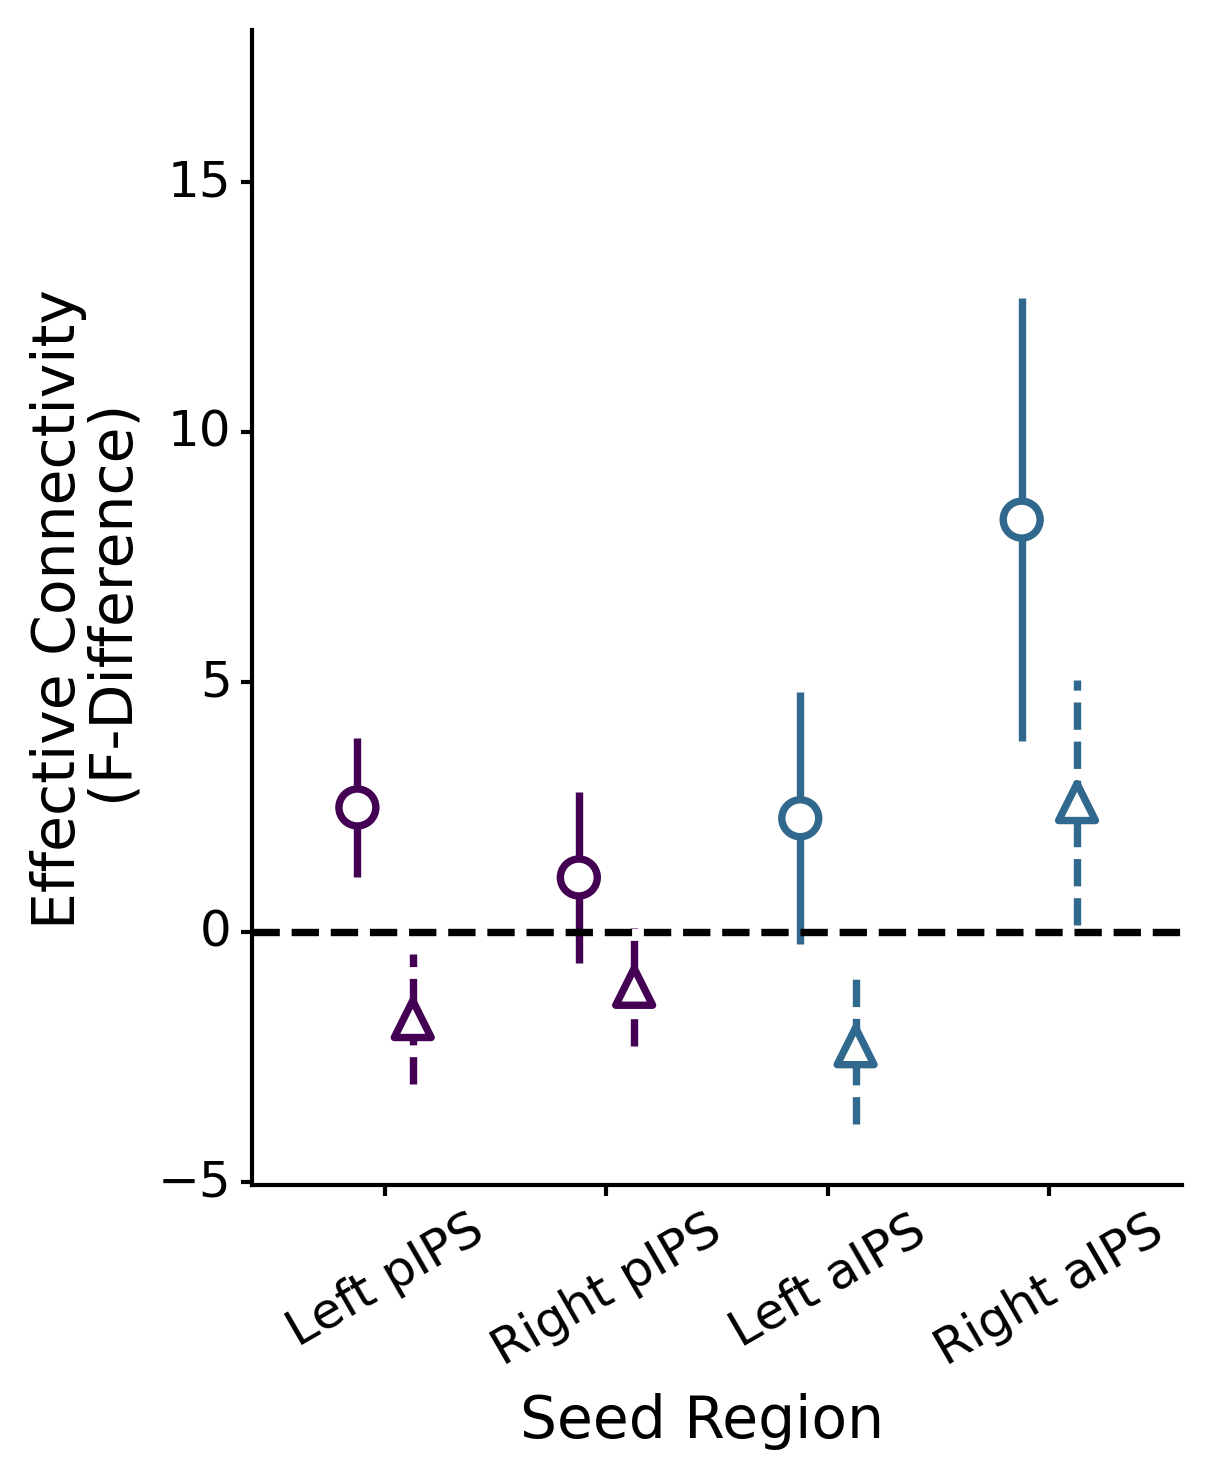 Effective Connectivity
(F-Difference)
15
10
5
0
−5
Left pIPS
Right pIPS
Left aIPS
Right aIPS
Seed Region